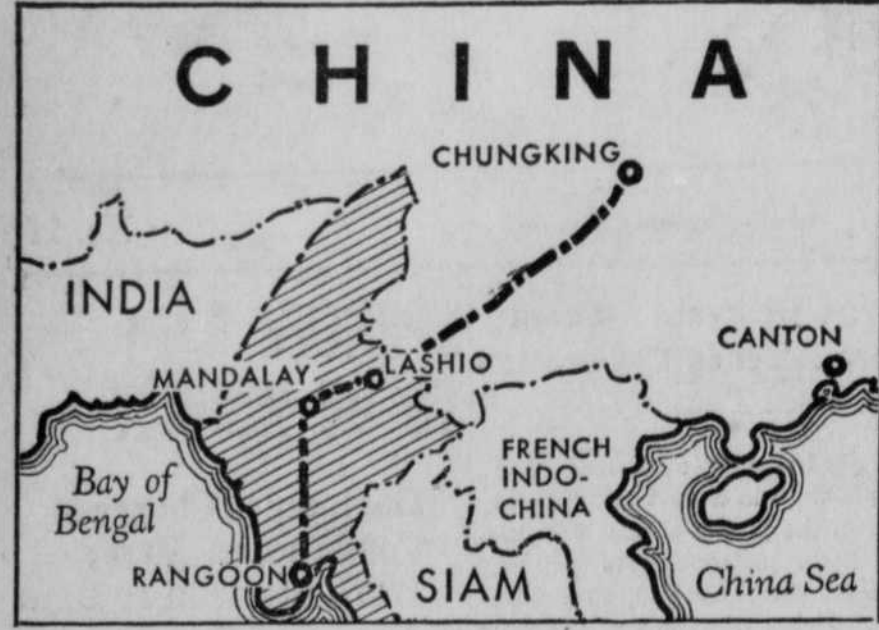 CHINA
CHUNGKING
INDIA
CANTON
LASHIO
MANDALAY
FRENCH
INDO-
CHINA
Bay of
Bengal
RANGOON
SIAM
China Sea